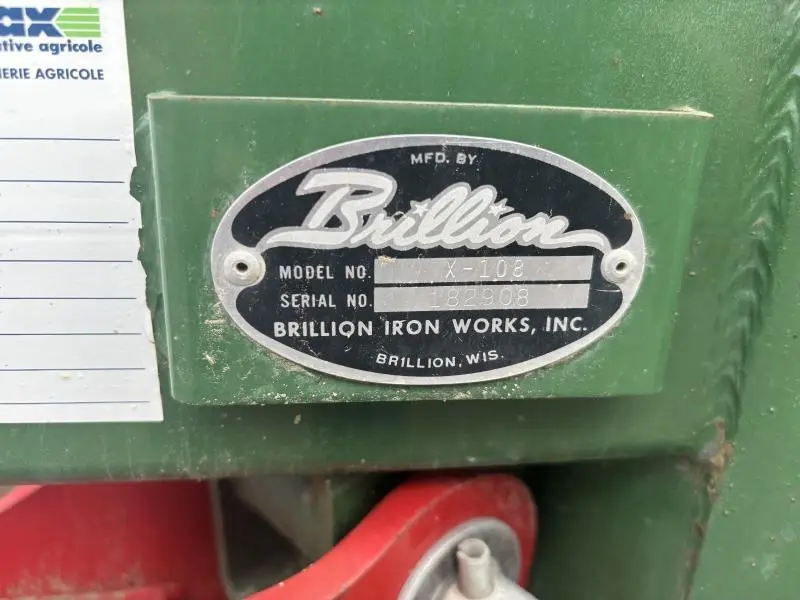 ax
ative agricole
ERIE AGRICOLE
MFD. BY
Brillion
MODEL NO. X-108
SERIAL NO. 182908
BRILLION IRON WORKS, INC.
BRILLION, WIS.